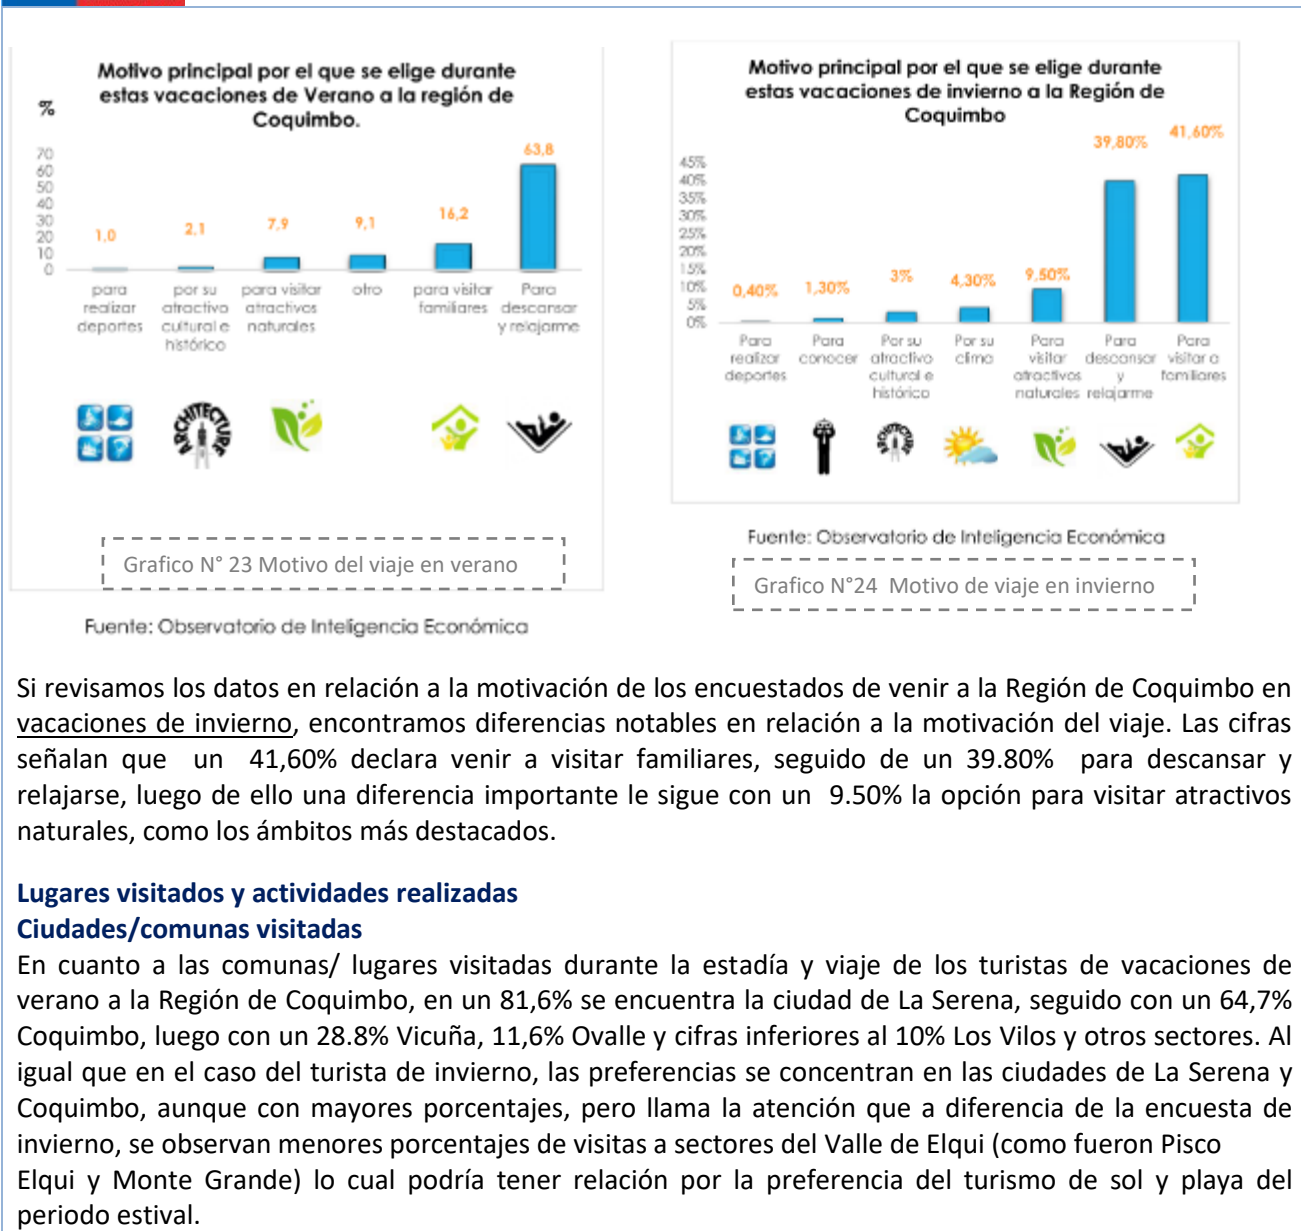 Motivo principal por el que se elige durante
estas vacaciones de Verano a la región de
Coquimbo.
%
70
60
50
40
30
20
10
0
1,0
2,1
7,9
9,1
16,2
63,8
para
realizar
deportes
por su
atractivo
cultural e
histórico
para visitar
atractivos
naturales
otro
para visitar
familiares
Para
descansar
y relajarme
ARCHITECTURE
Grafico N° 23 Motivo del viaje en verano
Fuente: Observatorio de Inteligencia Económica
Motivo principal por el que se elige durante
estas vacaciones de invierno a la Región de
Coquimbo
45%
40%
35%
30%
25%
20%
15%
10%
5%
0%
0,40%
1,30%
3%
4,30%
9,50%
39,80%
41,60%
Para
realizar
deportes
Para
conocer
Por su
atractivo
cultural e
histórico
Por su
clima
Para
visitar
atractivos
naturales
Para
descansar
y
relajarme
Para
visitar a
familiares
ARCHITECTURE
Fuente: Observatorio de Inteligencia Económica
Grafico N°24 Motivo de viaje en invierno
Si revisamos los datos en relación a la motivación de los encuestados de venir a la Región de Coquimbo en
vacaciones de invierno, encontramos diferencias notables en relación a la motivación del viaje. Las cifras
señalan que un 41,60% declara venir a visitar familiares, seguido de un 39.80% para descansar y
relajarse, luego de ello una diferencia importante le sigue con un 9.50% la opción para visitar atractivos
naturales, como los ámbitos más destacados.
Lugares visitados y actividades realizadas
Ciudades/comunas visitadas
En cuanto a las comunas/ lugares visitadas durante la estadía y viaje de los turistas de vacaciones de
verano a la Región de Coquimbo, en un 81,6% se encuentra la ciudad de La Serena, seguido con un 64,7%
Coquimbo, luego con un 28.8% Vicuña, 11,6% Ovalle y cifras inferiores al 10% Los Vilos y otros sectores. Al
igual que en el caso del turista de invierno, las preferencias se concentran en las ciudades de La Serena y
Coquimbo, aunque con mayores porcentajes, pero llama la atención que a diferencia de la encuesta de
invierno, se observan menores porcentajes de visitas a sectores del Valle de Elqui (como fueron Pisco
Elqui y Monte Grande) lo cual podría tener relación por la preferencia del turismo de sol y playa del
periodo estival.